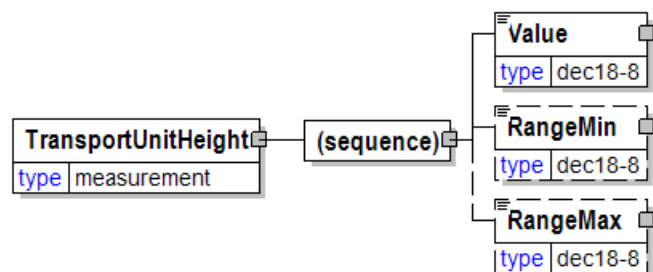 Value
type dec18-8
TransportUnitHeight
type measurement
(sequence)
RangeMin
type dec18-8
RangeMax
type dec18-8